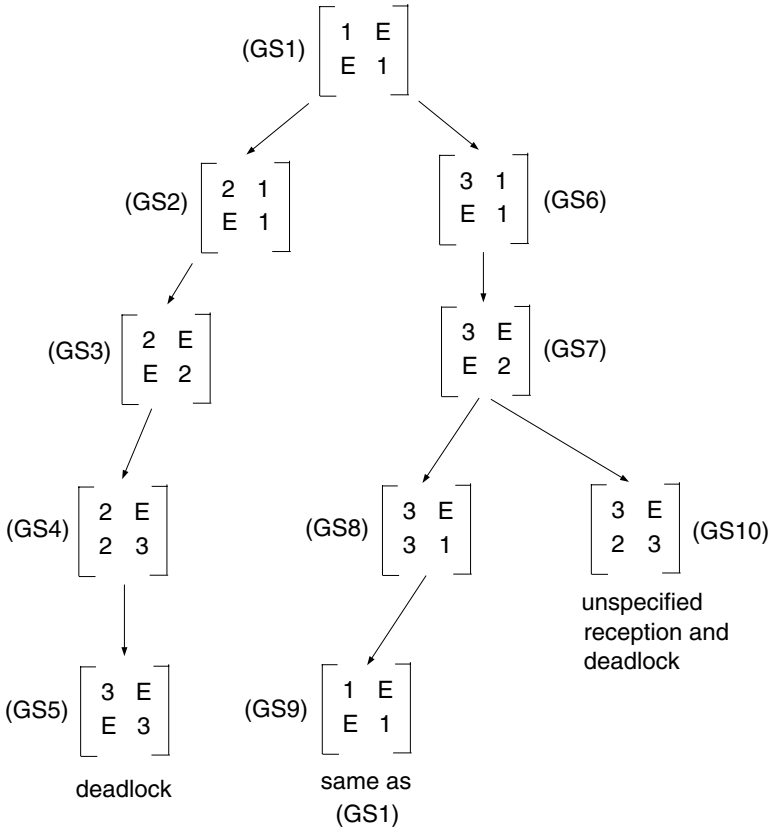 (GS1)
1 E
E 1
(GS2)
2 1
E 1
3 1
E 1
(GS6)
(GS3)
2 E
E 2
3 E
E 2
(GS7)
(GS4)
2 E
2 3
(GS8)
3 E
3 1
3 E
2 3
(GS10)
unspecified
reception and
deadlock
(GS5)
3 E
E 3
deadlock
(GS9)
1 E
E 1
same as
(GS1)